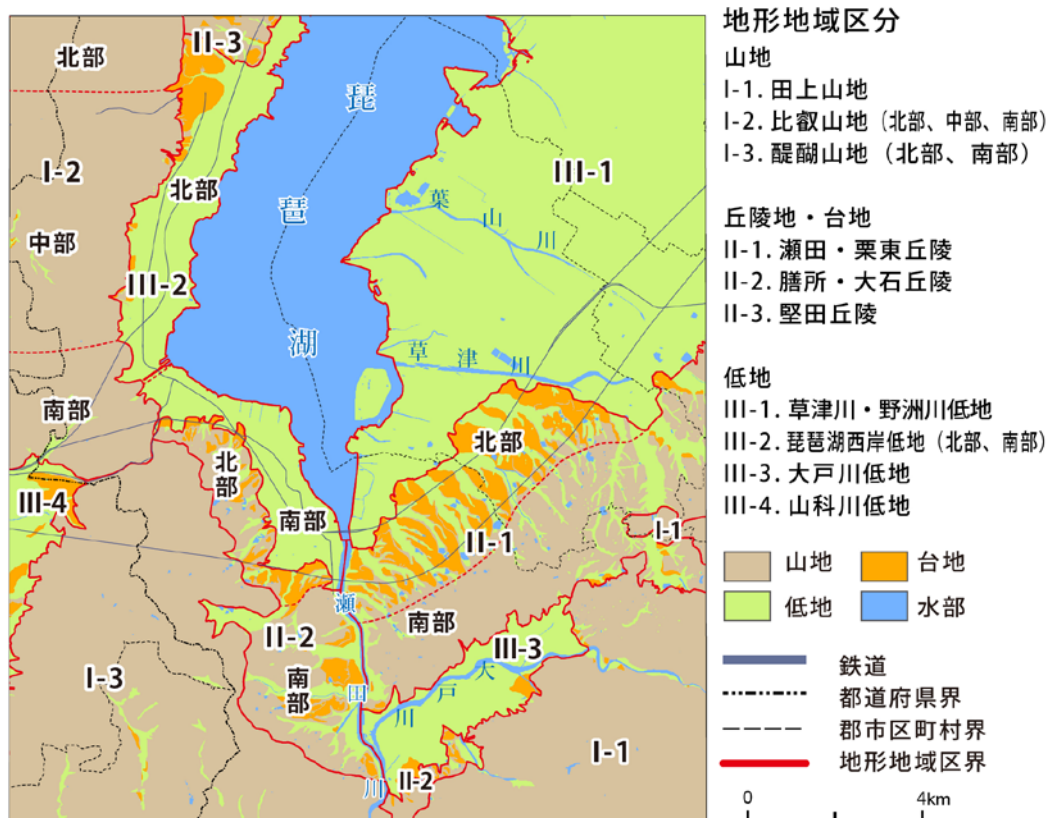 北部
II-3
琵
I-2
III-1
北部
葉
山
川
琶
中部
III-2
湖
草
津
川
南部
北部
北部
III-4
南部
II-1
I-1
瀬
南部
II-2
III-3
大
戸
川
I-3
南部
田
I-1
II-2
川
地形地域区分
山地
I-1. 田上山地
I-2. 比叡山地（北部、中部、南部）
I-3. 醍醐山地（北部、南部）
丘陵地・台地
II-1. 瀬田・栗東丘陵
II-2. 膳所・大石丘陵
II-3. 堅田丘陵
低地
III-1. 草津川・野洲川低地
III-2. 琵琶湖西岸低地（北部、南部）
III-3. 大戸川低地
III-4. 山科川低地
山地
台地
低地
水部
鉄道
都道府県界
郡市区町村界
地形地域区界
0 4km